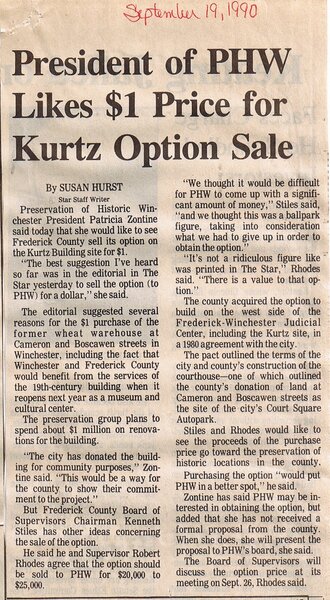 September 19, 1990
President of PHW
Likes $1 Price for
Kurtz Option Sale
By SUSAN HURST
Star Staff Writer
Preservation of Historic Win-
chester President Patricia Zontine
said today that she would like to see
Frederick County sell its option on
the Kurtz Building site for $1.
"The best suggestion I've heard
so far was in the editorial in The
Star yesterday to sell the option (to
PHW) for a dollar," she said.
The editorial suggested several
reasons for the $1 purchase of the
former wheat warehouse at
Cameron and Boscawen streets in
Winchester, including the fact that
Winchester and Frederick County
would benefit from the services of
the 19th-century building when it
reopens next year as a museum and
cultural center.
The preservation group plans to
spend about $1 million on renova-
tions for the building.
"The city has donated the build-
ing for community purposes," Zon-
tine said. "This would be a way for
the county to show their commit-
ment to the project."
But Frederick County Board of
Supervisors Chairman Kenneth
Stiles has other ideas concerning
the sale of the option.
He said he and Supervisor Robert
Rhodes agree that the option should
be sold to PHW for $20,000 to
$25,000.
"We thought it would be difficult
for PHW to come up with a signifi-
cant amount of money," Stiles said,
"and we thought this was a ballpark
figure, taking into consideration
what we had to give up in order to
obtain the option."
"It's not a ridiculous figure like
was printed in The Star," Rhodes
said. "There is a value to that op-
tion."
The county acquired the option to
build on the west side of the
Frederick-Winchester Judicial
Center, including the Kurtz site, in
a 1980 agreement with the city.
The pact outlined the terms of the
city and county's construction of the
courthouse—one of which outlined
the county's donation of land at
Cameron and Boscawen streets as
the site of the city's Court Square
Autopark.
Stiles and Rhodes would like to
see the proceeds of the purchase
price go toward the preservation of
historic locations in the county.
Purchasing the option "would put
PHW in a better spot," he said.
Zontine has said PHW may be in-
terested in obtaining the option, but
added that she has not received a
formal proposal from the county.
When she does, she will present the
proposal to PHW's board, she said.
The Board of Supervisors will
discuss the option price at its
meeting on Sept. 26, Rhodes said.